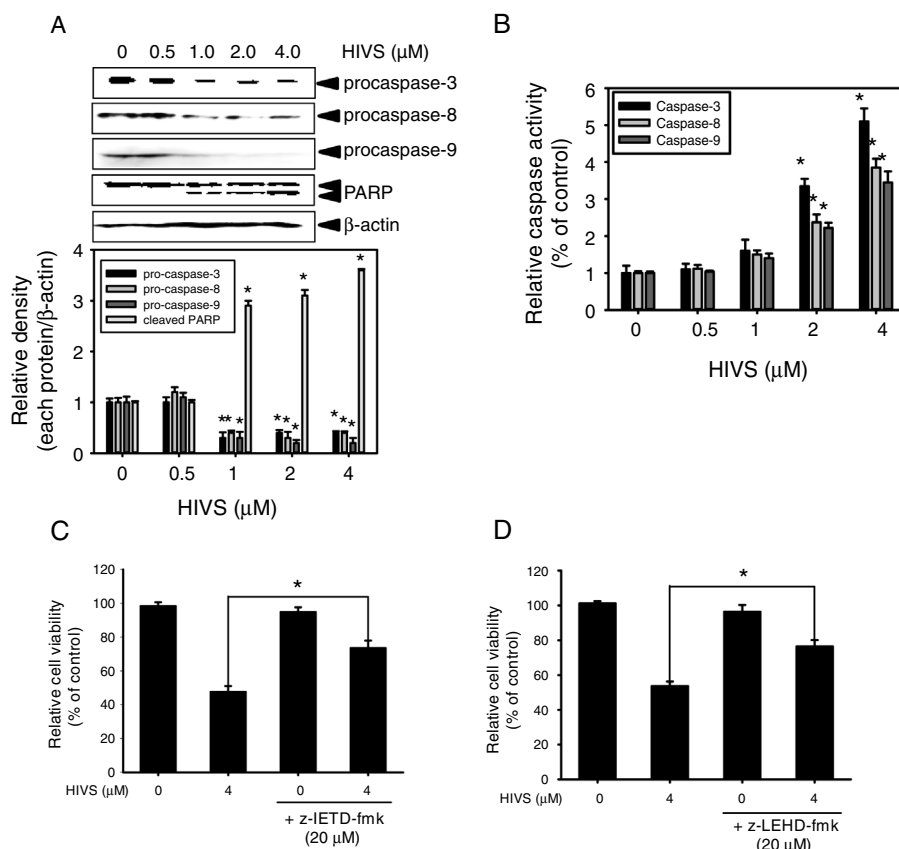 A
0 0.5 1.0 2.0 4.0 HIVS (μM)
procaspase-3
procaspase-8
procaspase-9
PARP
β-actin
Relative density
(each protein/β-actin)
4
3
2
1
0
pro-caspase-3
pro-caspase-8
pro-caspase-9
cleaved PARP
* * * *
* * * *
* * * *
0 0.5 1 2 4
HIVS (μM)
B
Relative caspase activity
(% of control)
6
5
4
3
2
1
0
Caspase-3
Caspase-8
Caspase-9
* * *
* * *
0 0.5 1 2 4
HIVS (μM)
C
Relative cell viability
(% of control)
120
100
80
60
40
20
0
*
HIVS (μM) 0 4 0 4
+ z-IETD-fmk
(20 μM)
D
Relative cell viability
(% of control)
120
100
80
60
40
20
0
*
HIVS (μM) 0 4 0 4
+ z-LEHD-fmk
(20 μM)